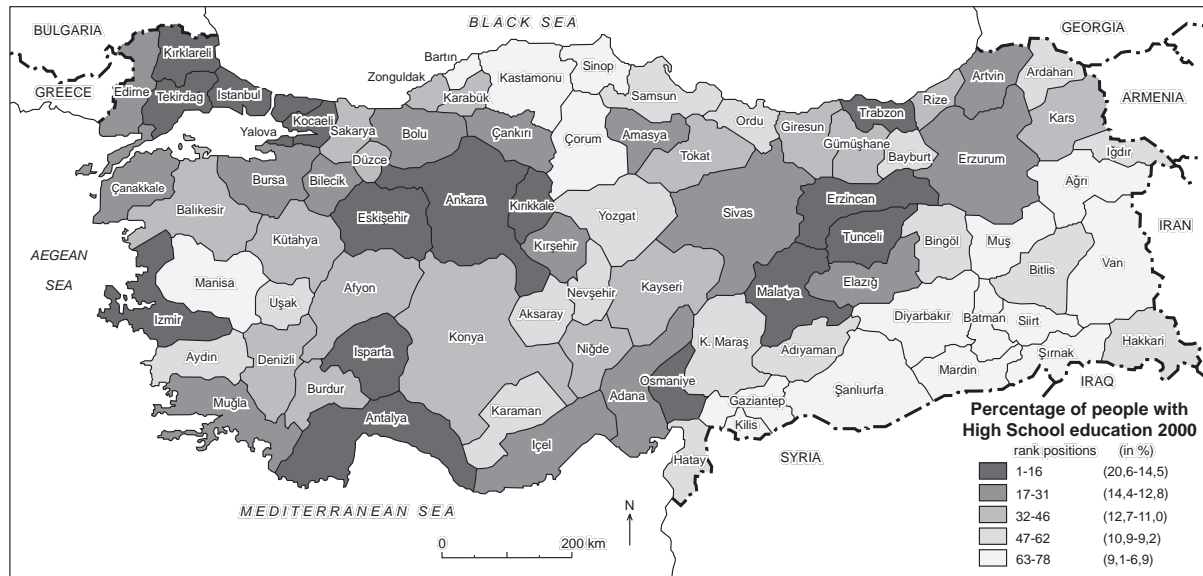 BLACK SEA
BULGARIA
GEORGIA
GREECE
ARMENIA
IRAN
AEGEAN
SEA
Kırklareli
Edirne
Tekirdag
Istanbul
Yalova
Kocaeli
Sakarya
Düzce
Bolu
Zonguldak
Bartın
Karabük
Kastamonu
Çankırı
Sinop
Samsun
Çorum
Amasya
Tokat
Ordu
Giresun
Gümüşhane
Trabzon
Bayburt
Rize
Artvin
Ardahan
Kars
Iğdır
Erzurum
Ağrı
Çanakkale
Balıkesir
Bursa
Bilecik
Kütahya
Eskişehir
Ankara
Kırıkkale
Kırşehir
Yozgat
Sivas
Erzincan
Tunceli
Bingöl
Muş
Bitlis
Van
Manisa
Uşak
Afyon
Izmir
Aydın
Denizli
Muğla
Burdur
Isparta
Antalya
Konya
Karaman
Aksaray
Nevşehir
Niğde
Kayseri
Içel
Adana
Osmaniye
K. Maraş
Malatya
Elazığ
Adıyaman
Diyarbakır
Batman
Siirt
Şırnak
Hakkari
Mardin
Şanlıurfa
Gaziantep
Kilis
Hatay
IRAQ
SYRIA
MEDITERRANEAN SEA
N
0 200 km
Percentage of people with
High School education 2000
rank positions (in %)
1-16 (20,6-14,5)
17-31 (14,4-12,8)
32-46 (12,7-11,0)
47-62 (10,9-9,2)
63-78 (9,1-6,9)